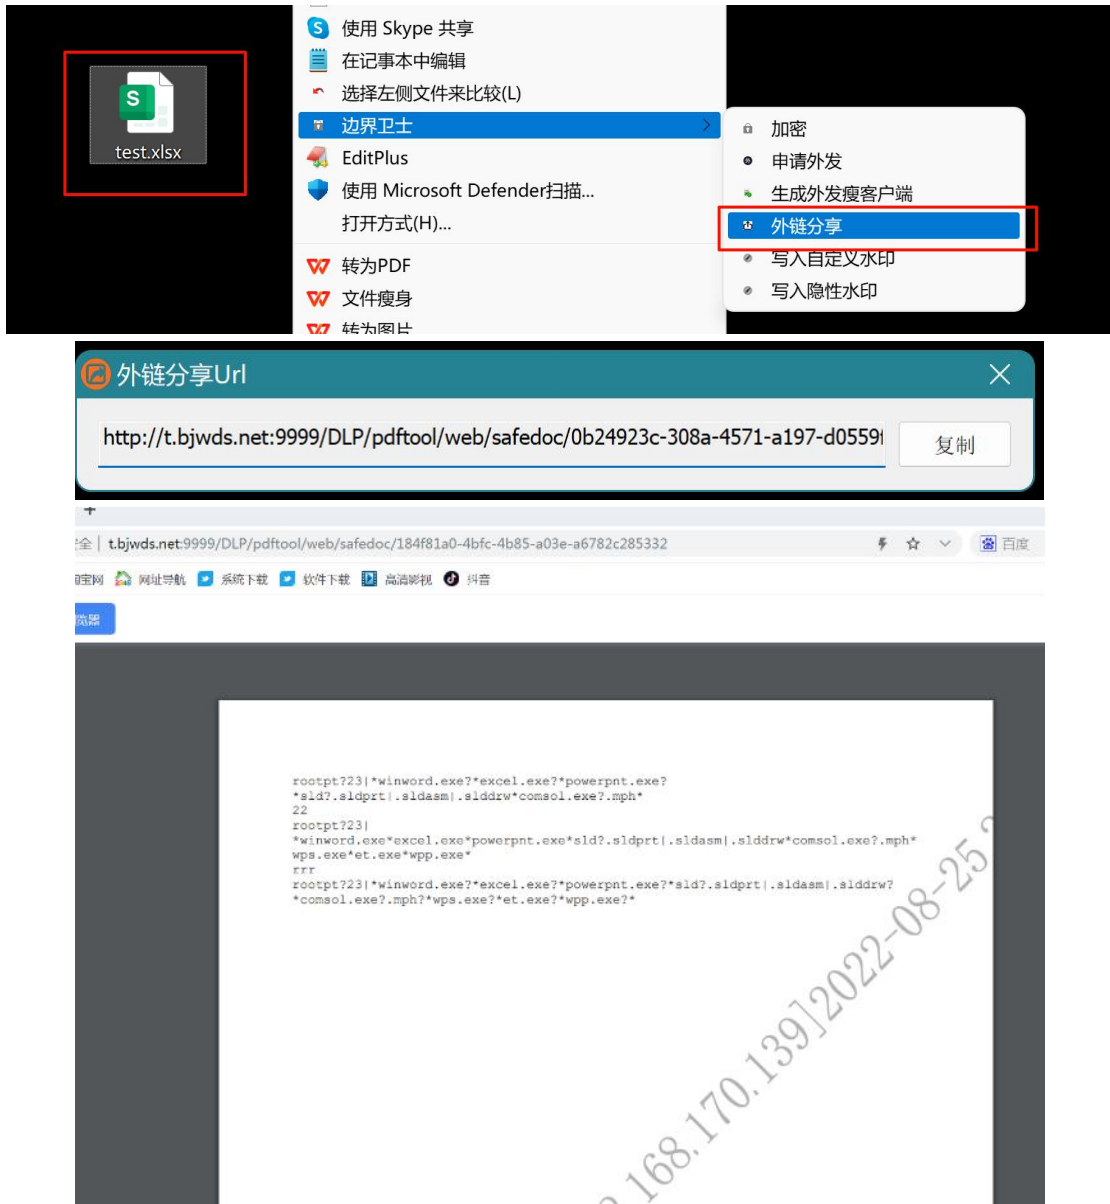 使用 Skype 共享
在记事本中编辑
选择左侧文件来比较(L)
边界卫士
EditPlus
使用 Microsoft Defender扫描...
打开方式(H)...
转为PDF
文件瘦身
转为图片
S
test.xlsx
加密
申请外发
生成外发瘦客户端
外链分享
写入自定义水印
写入隐性水印
外链分享Url
http://t.bjwds.net:9999/DLP/pdftool/web/safedoc/0b24923c-308a-4571-a197-d0559
复制
全 | t.bjwds.net:9999/DLP/pdftool/web/safedoc/184f81a0-4bfc-4b85-a03e-a6782c285332
百度
宝网 网址导航 系统下载 软件下载 高清影视 抖音
览器
rootpt?23|*winword.exe?*excel.exe?*powerpnt.exe?
*sld?.sldprt|.sldasm|.slddrw*comsol.exe?.mph*
22
rootpt?23|
*winword.exe*excel.exe*powerpnt.exe*sld?.sldprt|.sldasm|.slddrw*comsol.exe?.mph*
wps.exe*et.exe*wpp.exe*
rrr
rootpt?23|*winword.exe?*excel.exe?*powerpnt.exe?*sld?.sldprt|.sldasm|.slddrw?
*comsol.exe?.mph?*wps.exe?*et.exe?*wpp.exe?*
168.170.139]2022-08-25